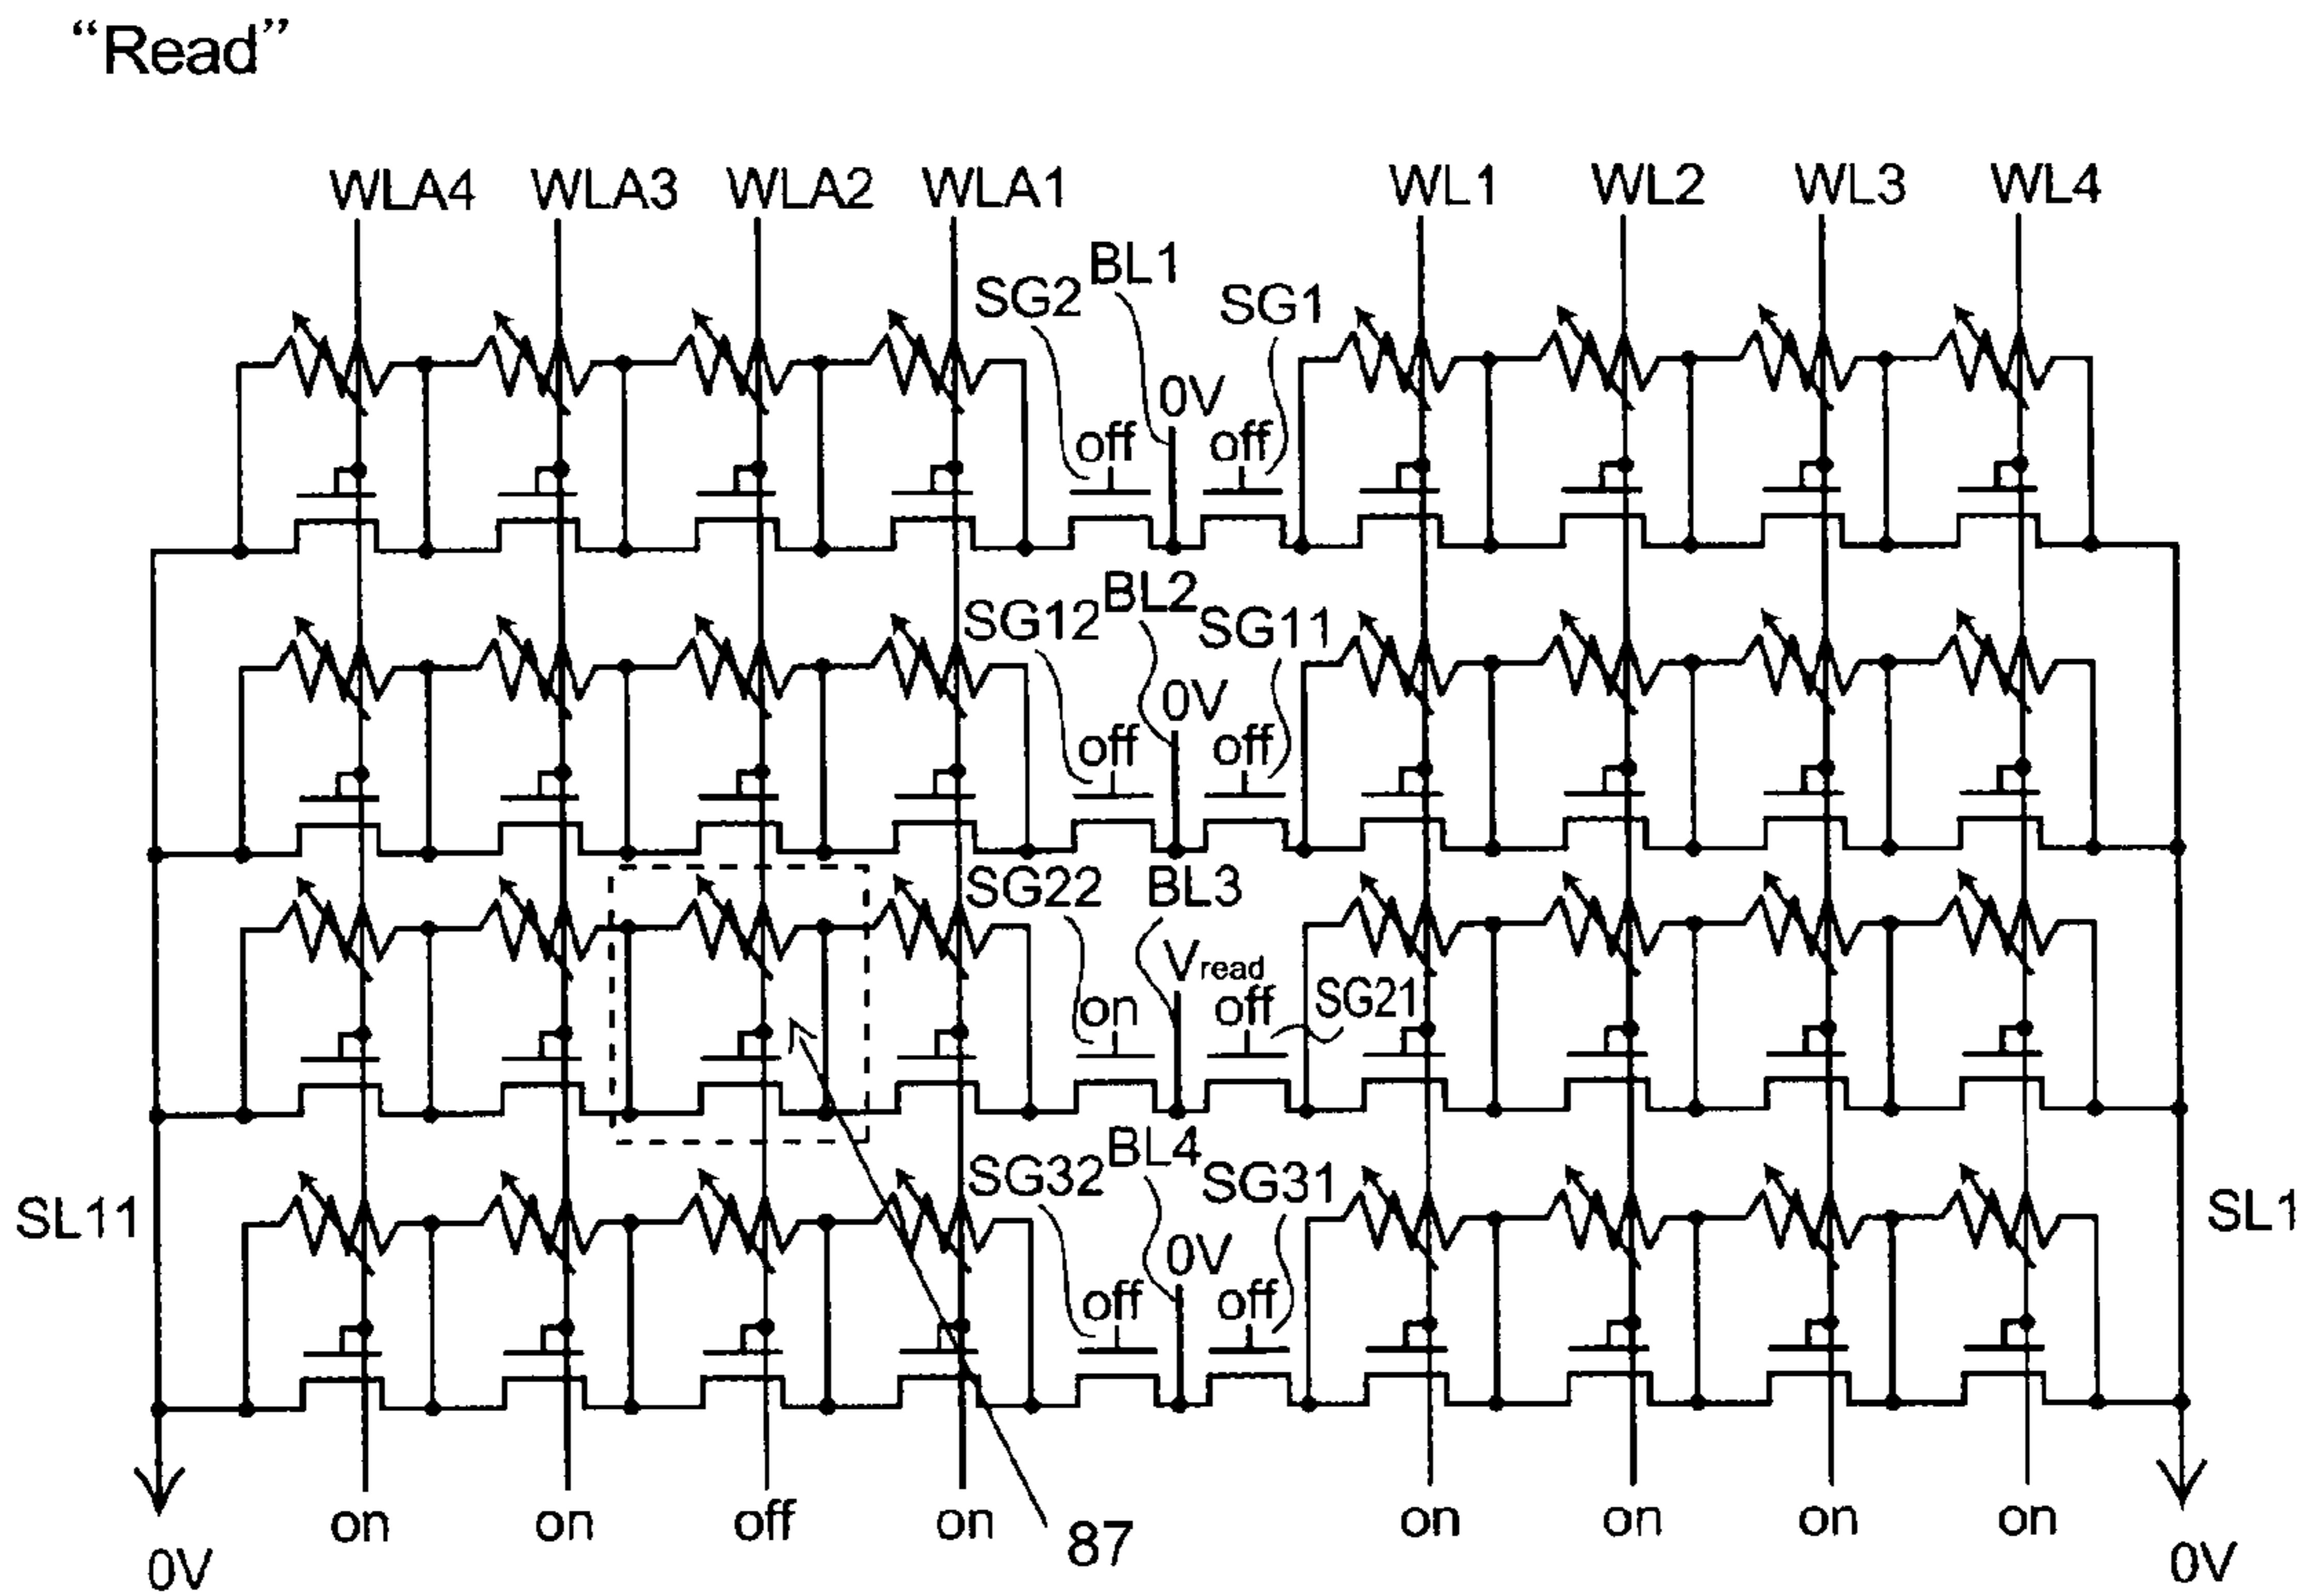 “Read”
WLA4 WLA3 WLA2 WLA1 WL1 WL2 WL3 WL4
SG2 BL1 SG1
0V
off off
SG12 BL2 SG11
0V
off off
SG22 BL3
Vread
on off SG21
SG32 BL4 SG31
SL11 SL1
0V
off off
on on off on on on on on
87
0V 0V